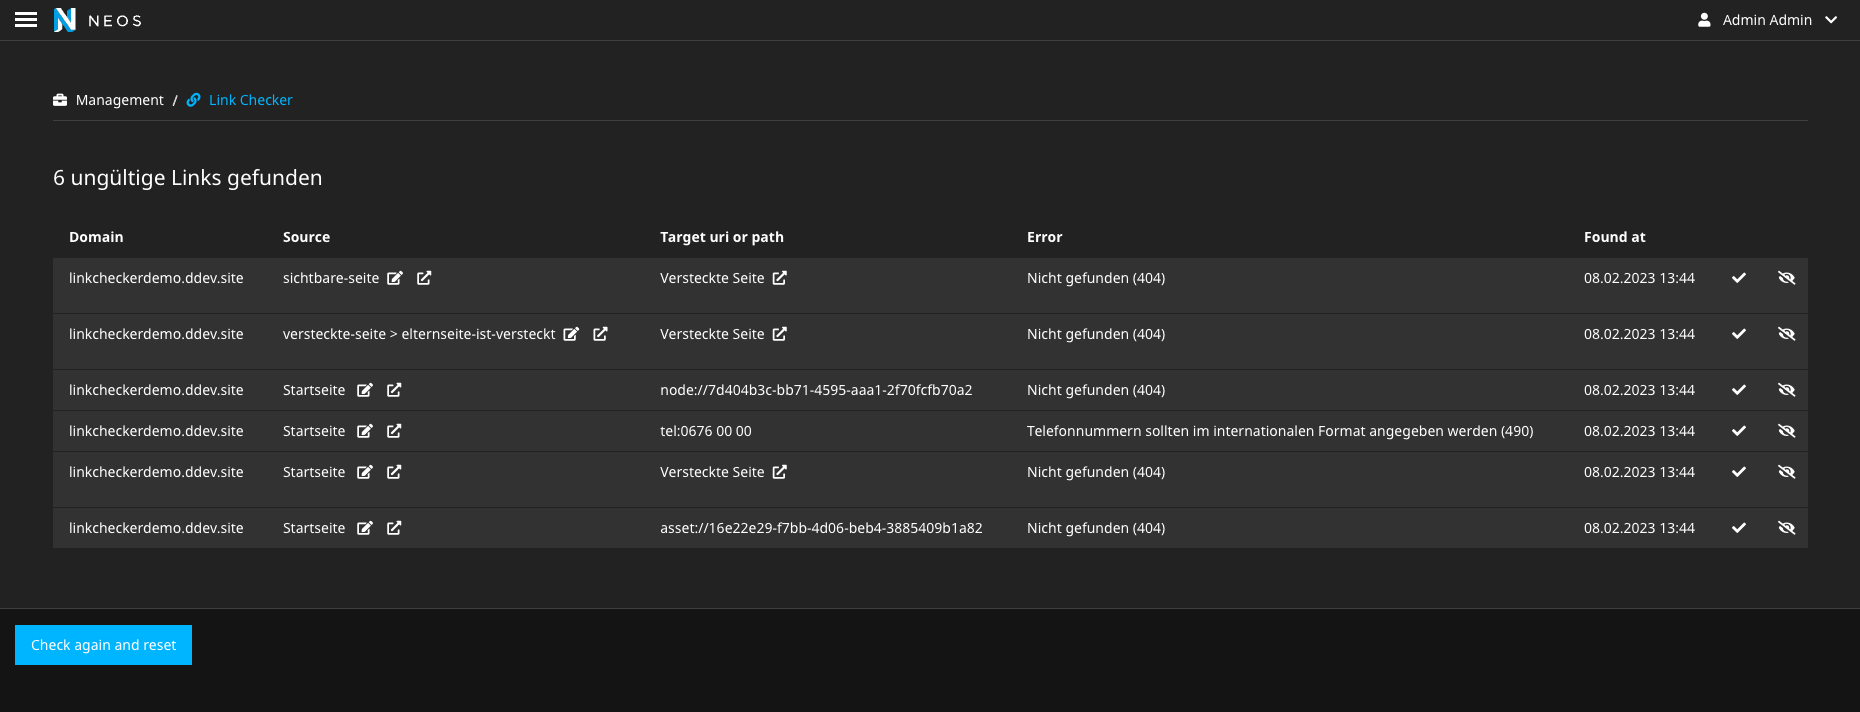 NEOS Admin Admin
Management / Link Checker
6 ungültige Links gefunden
Domain Source Target uri or path Error Found at
linkcheckerdemo.ddev.site sichtbare-seite Versteckte Seite Nicht gefunden (404) 08.02.2023 13:44
linkcheckerdemo.ddev.site versteckte-seite > elternseite-ist-versteckt Versteckte Seite Nicht gefunden (404) 08.02.2023 13:44
linkcheckerdemo.ddev.site Startseite node://7d404b3c-bb71-4595-aaa1-2f70fcfb70a2 Nicht gefunden (404) 08.02.2023 13:44
linkcheckerdemo.ddev.site Startseite tel:0676 00 00 Telefonnummern sollten im internationalen Format angegeben werden (490) 08.02.2023 13:44
linkcheckerdemo.ddev.site Startseite Versteckte Seite Nicht gefunden (404) 08.02.2023 13:44
linkcheckerdemo.ddev.site Startseite asset://16e22e29-f7bb-4d06-beb4-3885409b1a82 Nicht gefunden (404) 08.02.2023 13:44
Check again and reset